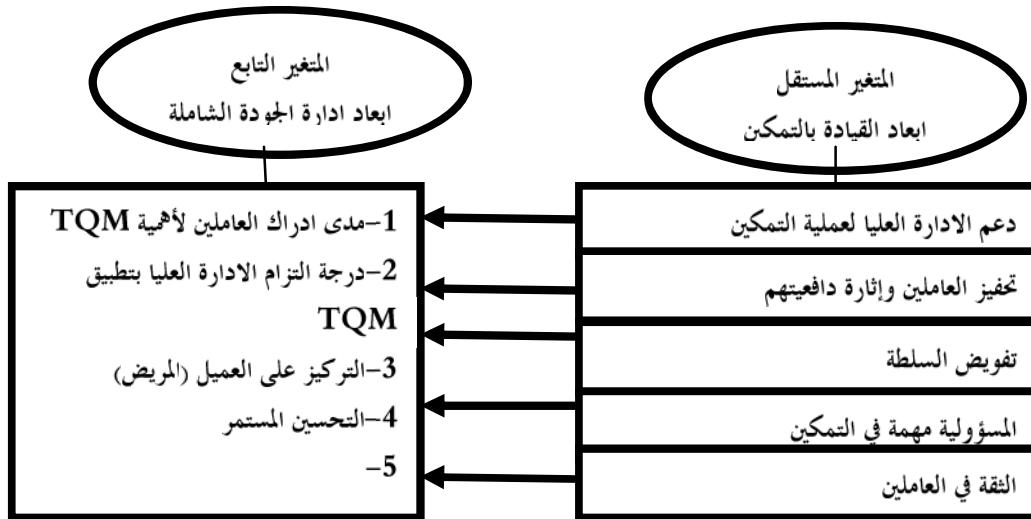 المتغير المستقل
ابعاد القيادة بالتمكن
دعم الادارة العليا لعملية التمكين
تحفيز العاملين وإثارة دافعيتهم
تفويض السلطة
المسؤولية مهمة في التمكين
الثقة في العاملين
المتغير التابع
ابعاد ادارة الجودة الشاملة
1-مدى ادراك العاملين لأهمية TQM
2-درجة التزام الادارة العليا بتطبيق
TQM
3-التركيز على العميل (المريض)
4-التحسين المستمر
5-